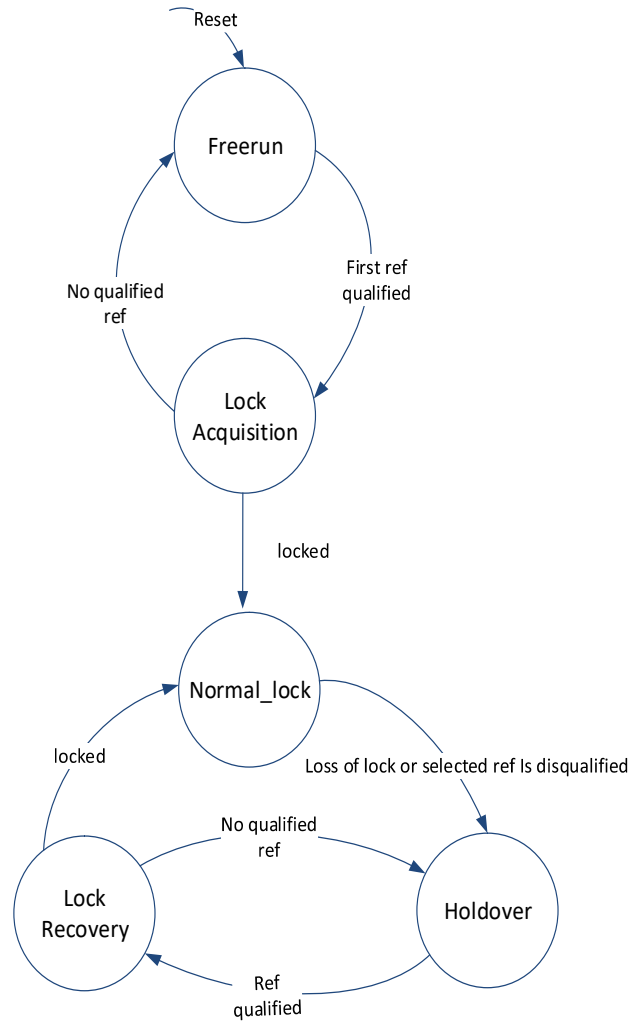 Reset
Freerun
First ref
qualified
No qualified
ref
Lock
Acquisition
locked
Normal_lock
locked
Loss of lock or selected ref Is disqualified
No qualified
ref
Lock
Recovery
Holdover
Ref
qualified